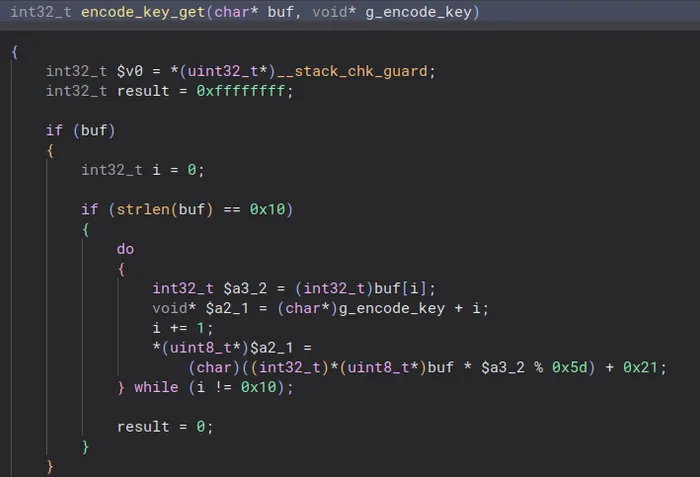 int32_t encode_key_get(char* buf, void* g_encode_key)
{
int32_t $v0 = *(uint32_t*)__stack_chk_guard;
int32_t result = 0xffffffff;
if (buf)
{
int32_t i = 0;
if (strlen(buf) == 0x10)
{
do
{
int32_t $a3_2 = (int32_t)buf[i];
void* $a2_1 = (char*)g_encode_key + i;
i += 1;
*(uint8_t*)$a2_1 =
(char)((int32_t)*(uint8_t*)buf * $a3_2 % 0x5d) + 0x21;
} while (i != 0x10);
result = 0;
}
}